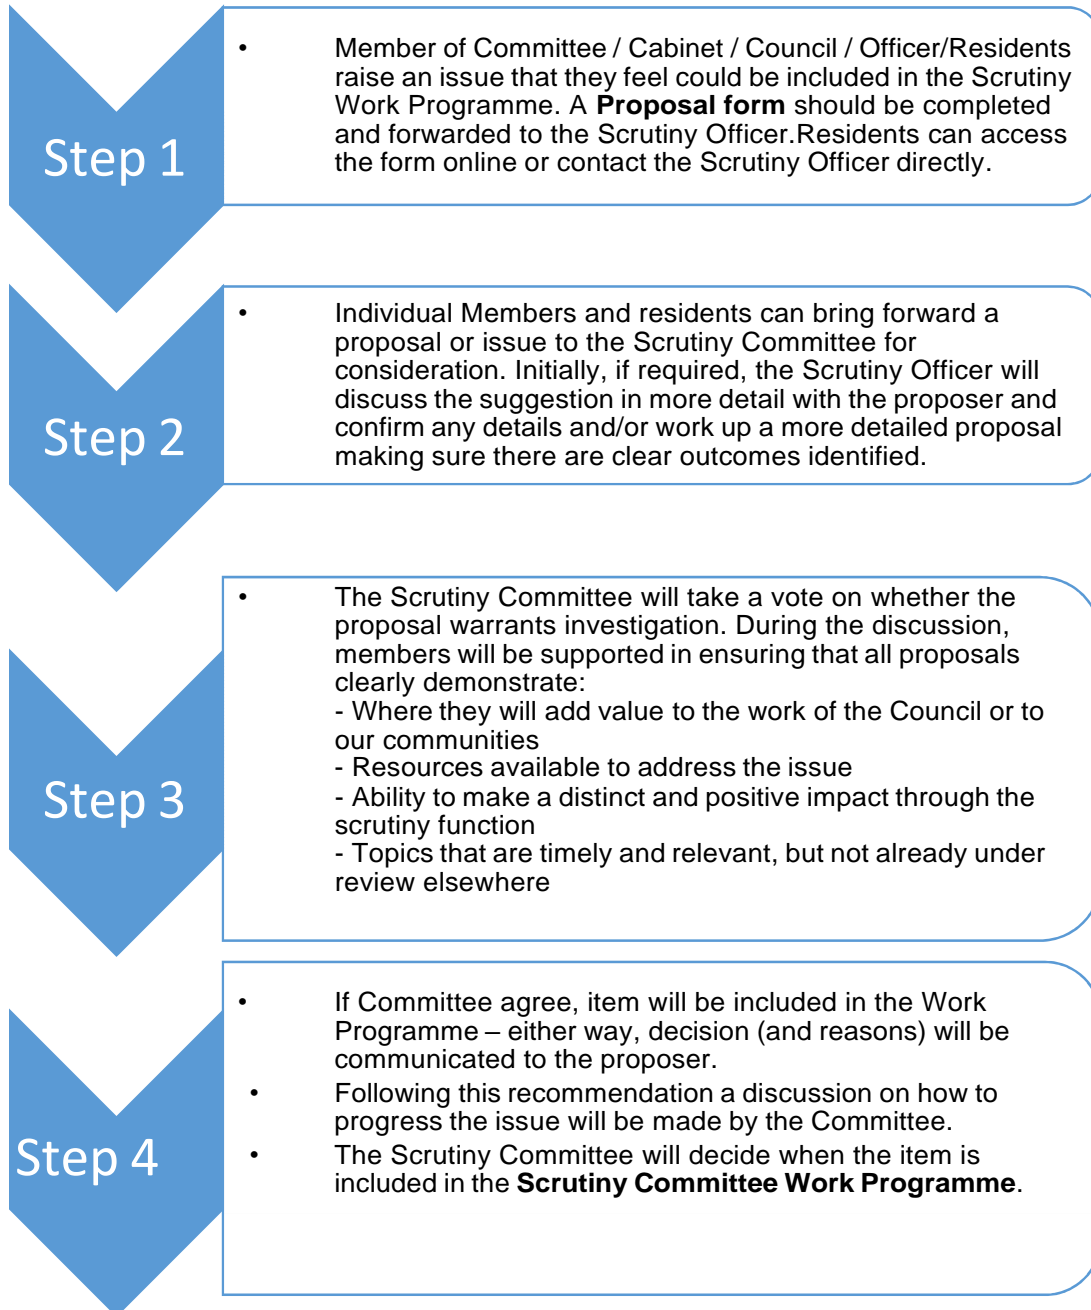 Step 1
• Member of Committee / Cabinet / Council / Officer/Residents
raise an issue that they feel could be included in the Scrutiny
Work Programme. A Proposal form should be completed
and forwarded to the Scrutiny Officer.Residents can access
the form online or contact the Scrutiny Officer directly.
Step 2
• Individual Members and residents can bring forward a
proposal or issue to the Scrutiny Committee for
consideration. Initially, if required, the Scrutiny Officer will
discuss the suggestion in more detail with the proposer and
confirm any details and/or work up a more detailed proposal
making sure there are clear outcomes identified.
Step 3
• The Scrutiny Committee will take a vote on whether the
proposal warrants investigation. During the discussion,
members will be supported in ensuring that all proposals
clearly demonstrate:
- Where they will add value to the work of the Council or to
our communities
- Resources available to address the issue
- Ability to make a distinct and positive impact through the
scrutiny function
- Topics that are timely and relevant, but not already under
review elsewhere
Step 4
• If Committee agree, item will be included in the Work
Programme – either way, decision (and reasons) will be
communicated to the proposer.
• Following this recommendation a discussion on how to
progress the issue will be made by the Committee.
• The Scrutiny Committee will decide when the item is
included in the Scrutiny Committee Work Programme.